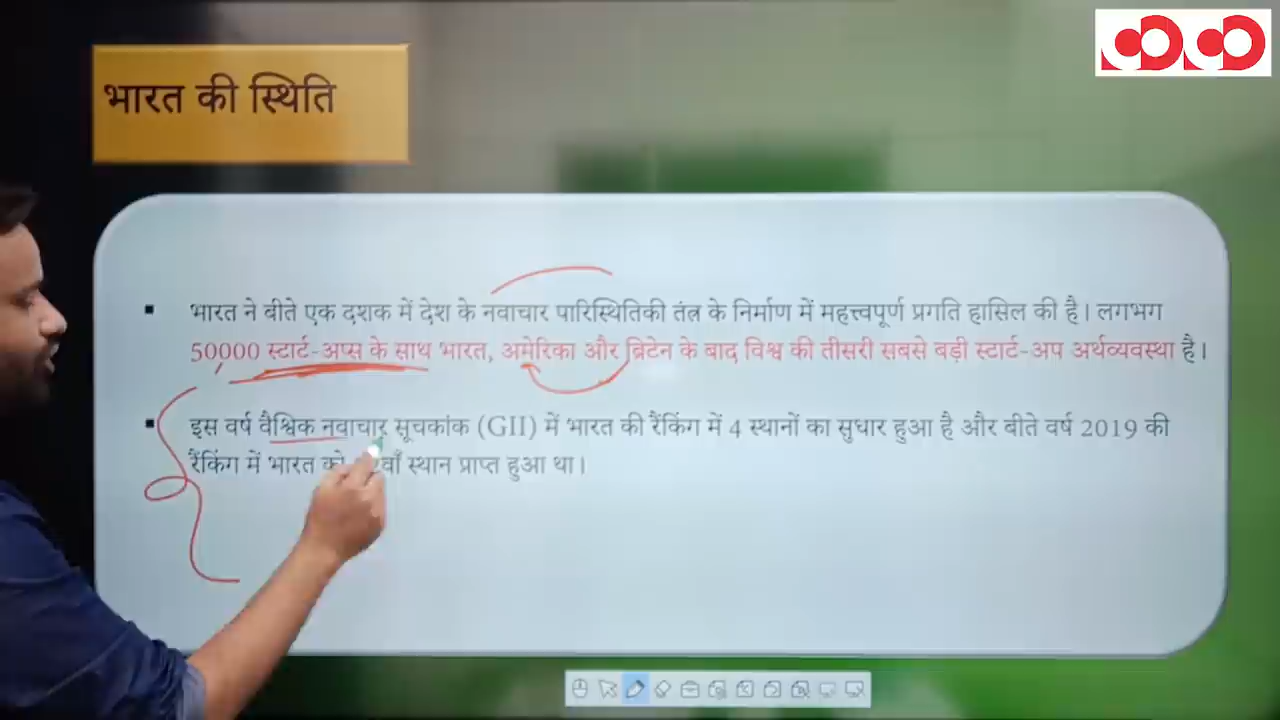 भारत की स्थिति
भारत ने बीते एक दशक में देश के नवाचार पारिस्थितिकी तंत्र के निर्माण में महत्त्वपूर्ण प्रगति हासिल की है। लगभग
50000 स्टार्ट-अप्स के साथ भारत, अमेरिका और ब्रिटेन के बाद विश्व की तीसरी सबसे बड़ी स्टार्ट-अप अर्थव्यवस्था है।
इस वर्ष वैश्विक नवाचार सूचकांक (GII) में भारत की रैंकिंग में 4 स्थानों का सुधार हुआ है और बीते वर्ष 2019 की
रैंकिंग में भारत को स्थान प्राप्त हुआ था।